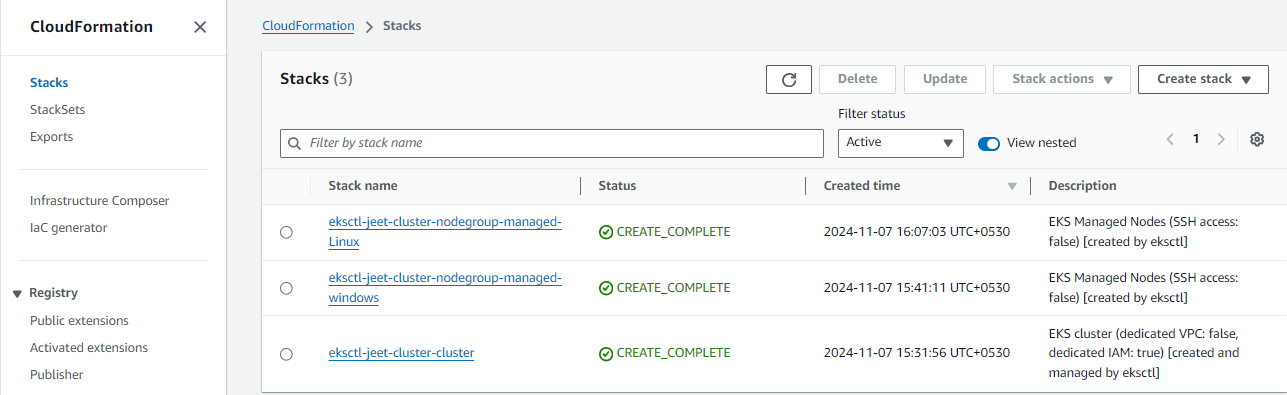 CloudFormation
CloudFormation Stacks
Stacks
StackSets
Exports
Infrastructure Composer
IaC generator
Registry
Public extensions
Activated extensions
Publisher
Stacks (3)
Delete
Update
Stack actions
Create stack
Filter status
Filter by stack name
Active
View nested
1
Stack name
Status
Created time
Description
eksctl-jeet-cluster-nodegroup-managed-
Linux
CREATE_COMPLETE
2024-11-07 16:07:03 UTC+0530
EKS Managed Nodes (SSH access:
false) [created by eksctl]
eksctl-jeet-cluster-nodegroup-managed-
windows
CREATE_COMPLETE
2024-11-07 15:41:11 UTC+0530
EKS Managed Nodes (SSH access:
false) [created by eksctl]
eksctl-jeet-cluster-cluster
CREATE_COMPLETE
2024-11-07 15:31:56 UTC+0530
EKS cluster (dedicated VPC: false,
dedicated IAM: true) [created and
managed by eksctl]